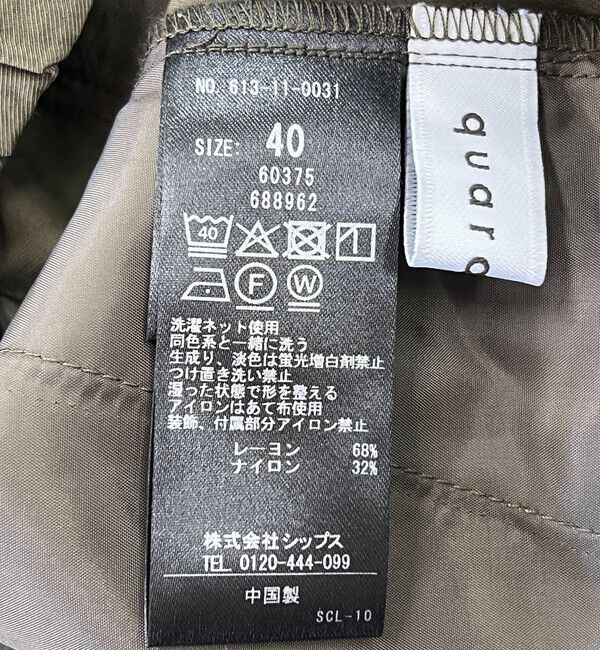 NO. 613-11-0031
SIZE: 40
60375
688962
40
F W
洗濯ネット使用
同色系と一緒に洗う
生成り、淡色は蛍光増白剤禁止
つけ置き洗い禁止
湿った状態で形を整える
アイロンはあて布使用
装飾、付属部分アイロン禁止
レーヨン 68%
ナイロン 32%
株式会社シップス
TEL 0120-444-099
中国製
SCL-10
quar